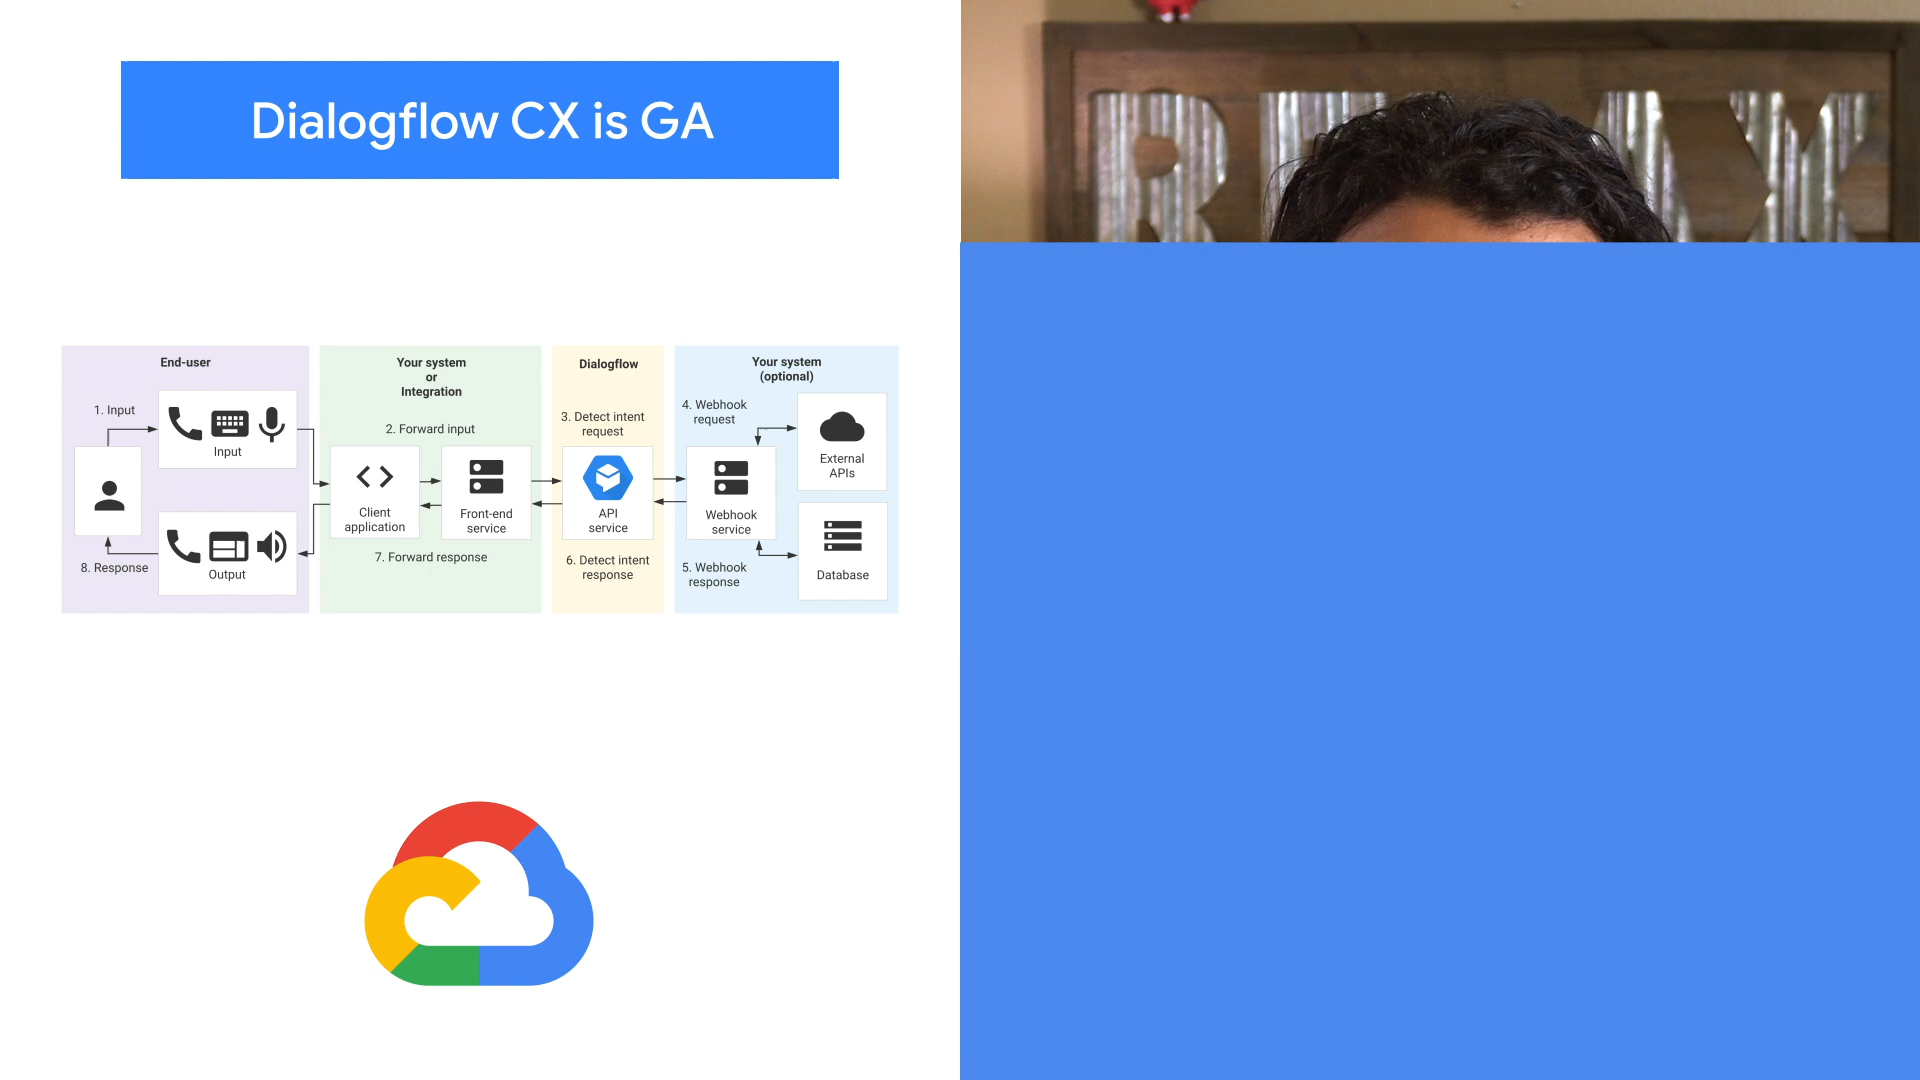 Dialogflow CX is GA
End-user
1. Input
Input
8. Response
Output
Your system
or
Integration
2. Forward input
Client
application
Front-end
service
7. Forward response
Dialogflow
3. Detect intent
request
API
service
6. Detect intent
response
Your system
(optional)
4. Webhook
request
Webhook
service
5. Webhook
response
External
APIs
Database